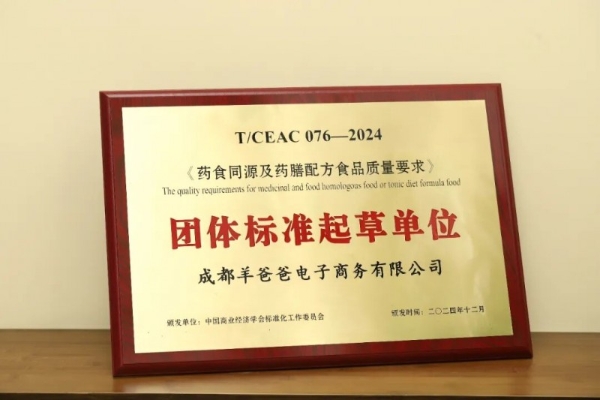 T/CEAC 076—2024
《药食同源及药膳配方食品质量要求》
The quality requirements for medicinal and food homologous food or tonic diet formula food
团体标准起草单位
成都羊爸爸电子商务有限公司
颁发单位：中国商业经济学会标准化工作委员会
颁发时间：二〇二四年十二月